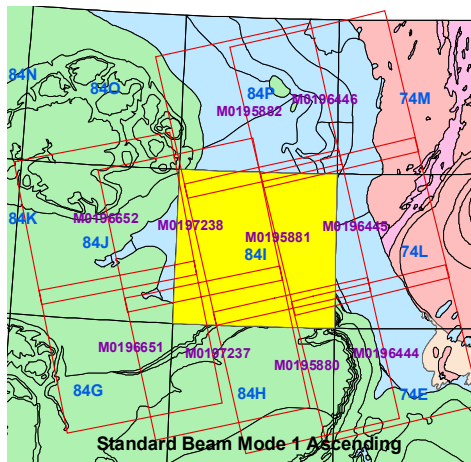 84N
84O
84P
74M
M0195882
M0196446
84K
M0196652
M0197238
M0195881
M0196445
84J
84I
74L
M0196651
M0197237
M0195880
M0196444
84G
84H
74E
Standard Beam Mode 1 Ascending